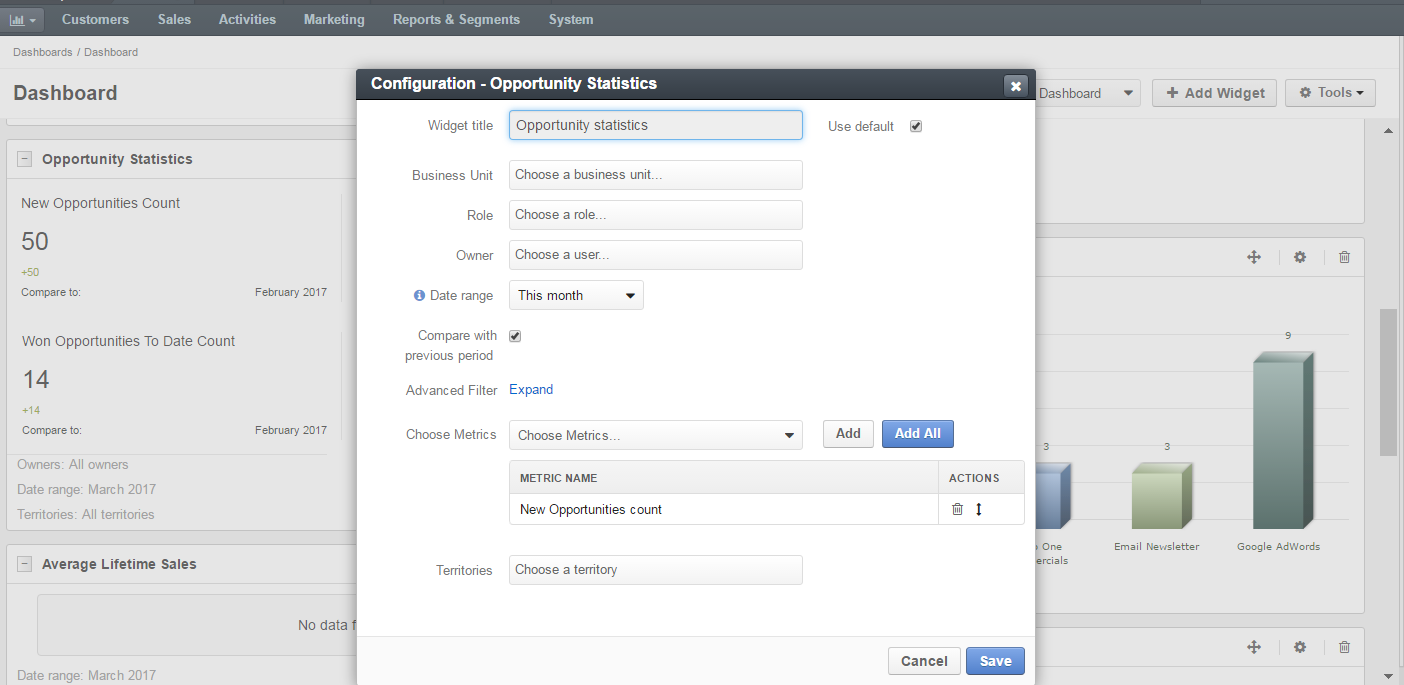 Customers Sales Activities Marketing Reports & Segments System
Dashboards / Dashboard
Dashboard
Dashboard Add Widget Tools
Opportunity Statistics
New Opportunities Count
50
+50
Compare to: February 2017
Won Opportunities To Date Count
14
+14
Compare to: February 2017
Owners: All owners
Date range: March 2017
Territories: All territories
Average Lifetime Sales
No data f
Date range: March 2017
Configuration - Opportunity Statistics
Widget title Opportunity statistics Use default
Business Unit Choose a business unit...
Role Choose a role...
Owner Choose a user...
Date range This month
Compare with
previous period
Advanced Filter Expand
Choose Metrics Choose Metrics... Add Add All
METRIC NAME ACTIONS
New Opportunities count
Territories Choose a territory
Cancel Save
9
3 3
One Email Newsletter Google AdWords
ercials